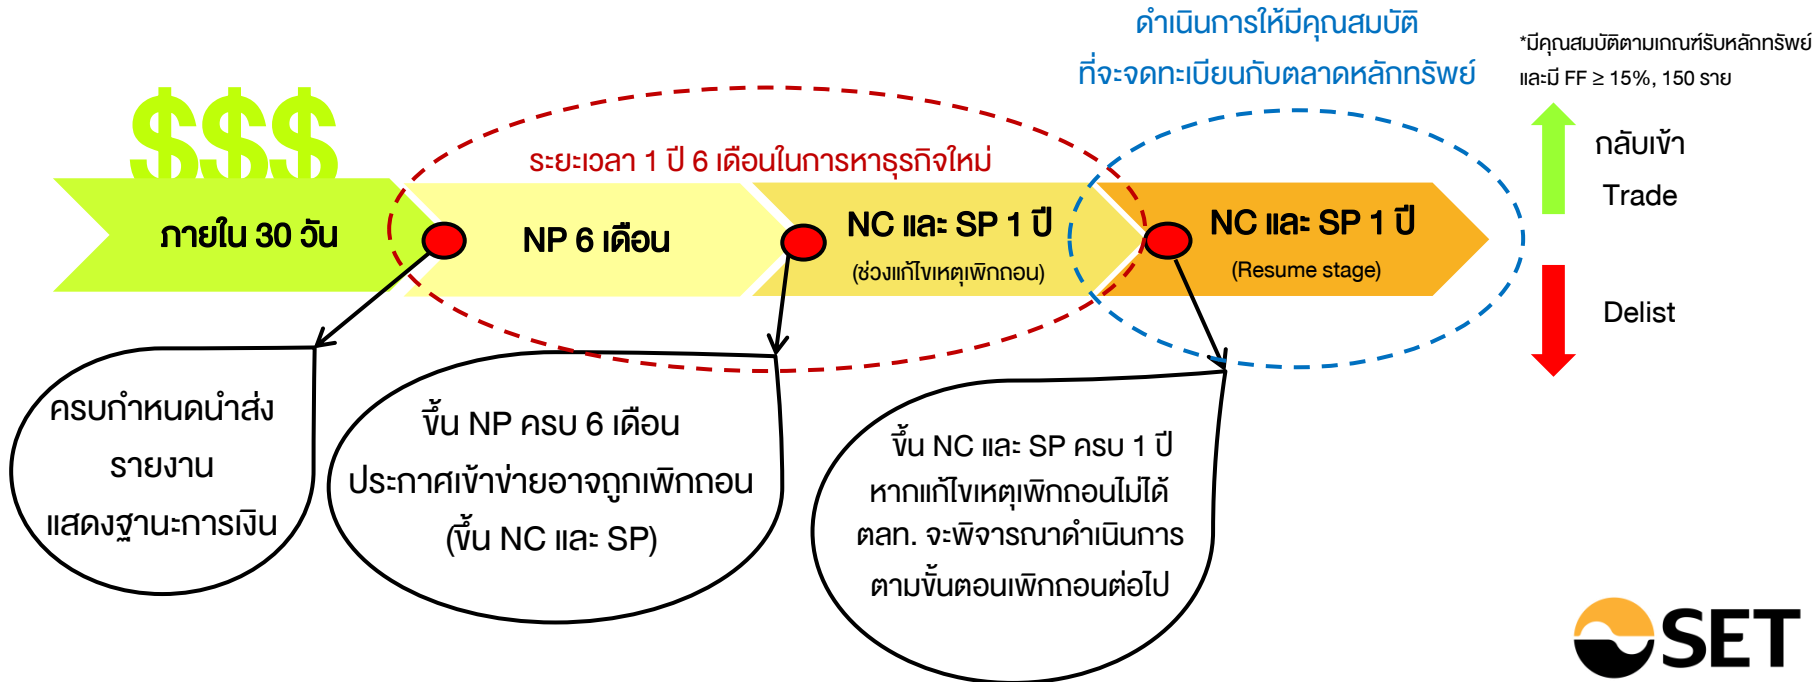 ดำเนินการให้มีคุณสมบัติ
ที่จะจดทะเบียนกับตลาดหลักทรัพย์
*มีคุณสมบัติตามเกณฑ์รับหลักทรัพย์
และมี FF ≥ 15%, 150 ราย
$$$
ระยะเวลา 1 ปี 6 เดือนในการหาธุรกิจใหม่
กลับเข้า
Trade
ภายใน 30 วัน
NP 6 เดือน
NC และ SP 1 ปี
(ช่วงแก้ไขเหตุเพิกถอน)
NC และ SP 1 ปี
(Resume stage)
Delist
ครบกำหนดนำส่ง
รายงาน
แสดงฐานะการเงิน
ขึ้น NP ครบ 6 เดือน
ประกาศเข้าข่ายอาจถูกเพิกถอน
(ขึ้น NC และ SP)
ขึ้น NC และ SP ครบ 1 ปี
หากแก้ไขเหตุเพิกถอนไม่ได้
ตลท. จะพิจารณาดำเนินการ
ตามขั้นตอนเพิกถอนต่อไป
SET